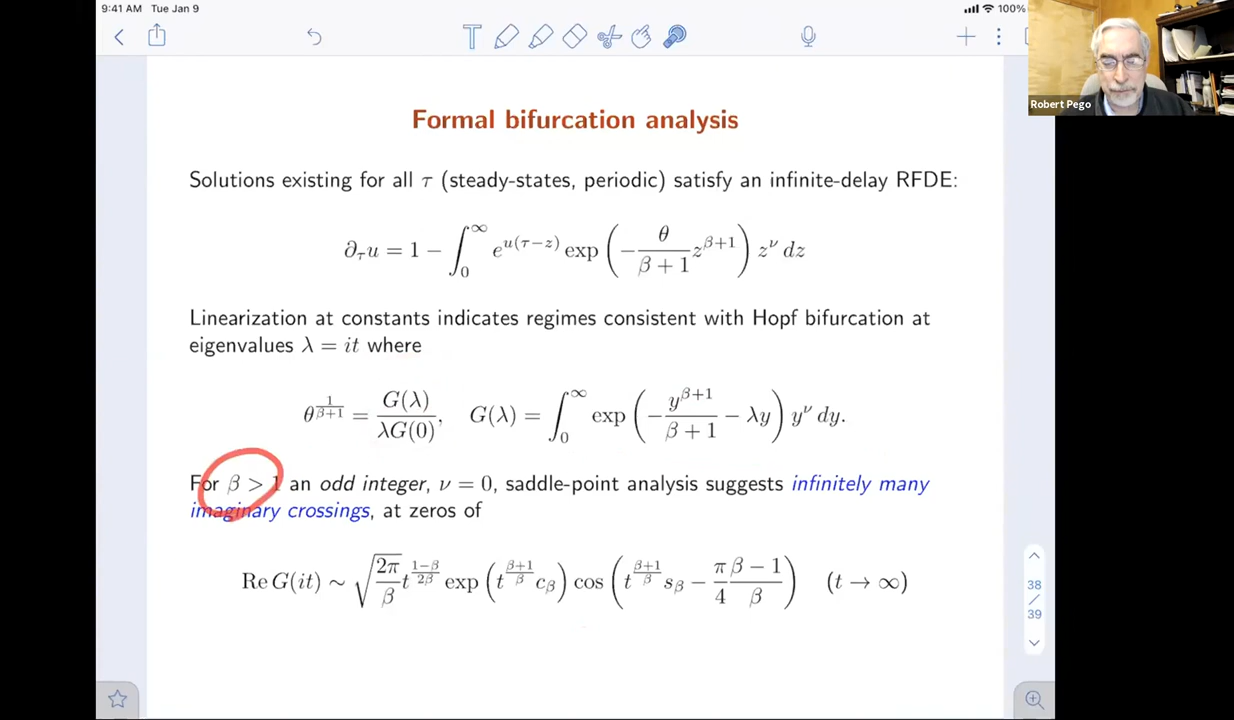 9:41 AM Tue Jan 9
100%
Robert Pego
Formal bifurcation analysis
Solutions existing for all τ (steady-states, periodic) satisfy an infinite-delay RFDE:
∂_τ u = 1 − ∫_0^∞ e^{u(τ−z)} exp(−θ/(β+1) z^{β+1}) z^ν dz
Linearization at constants indicates regimes consistent with Hopf bifurcation at
eigenvalues λ = it where
θ^{1/(β+1)} = G(λ)/(λG(0)), G(λ) = ∫_0^∞ exp(−y^{β+1}/(β+1) − λy) y^ν dy.
For β > 1 an odd integer, ν = 0, saddle-point analysis suggests infinitely many
imaginary crossings, at zeros of
Re G(it) ∼ √(2π/β) t^{(1−β)/(2β)} exp(t^{(β+1)/β} c_β) cos(t^{(β+1)/β} s_β − π/4 (β−1)/β) (t → ∞)
38
/
39